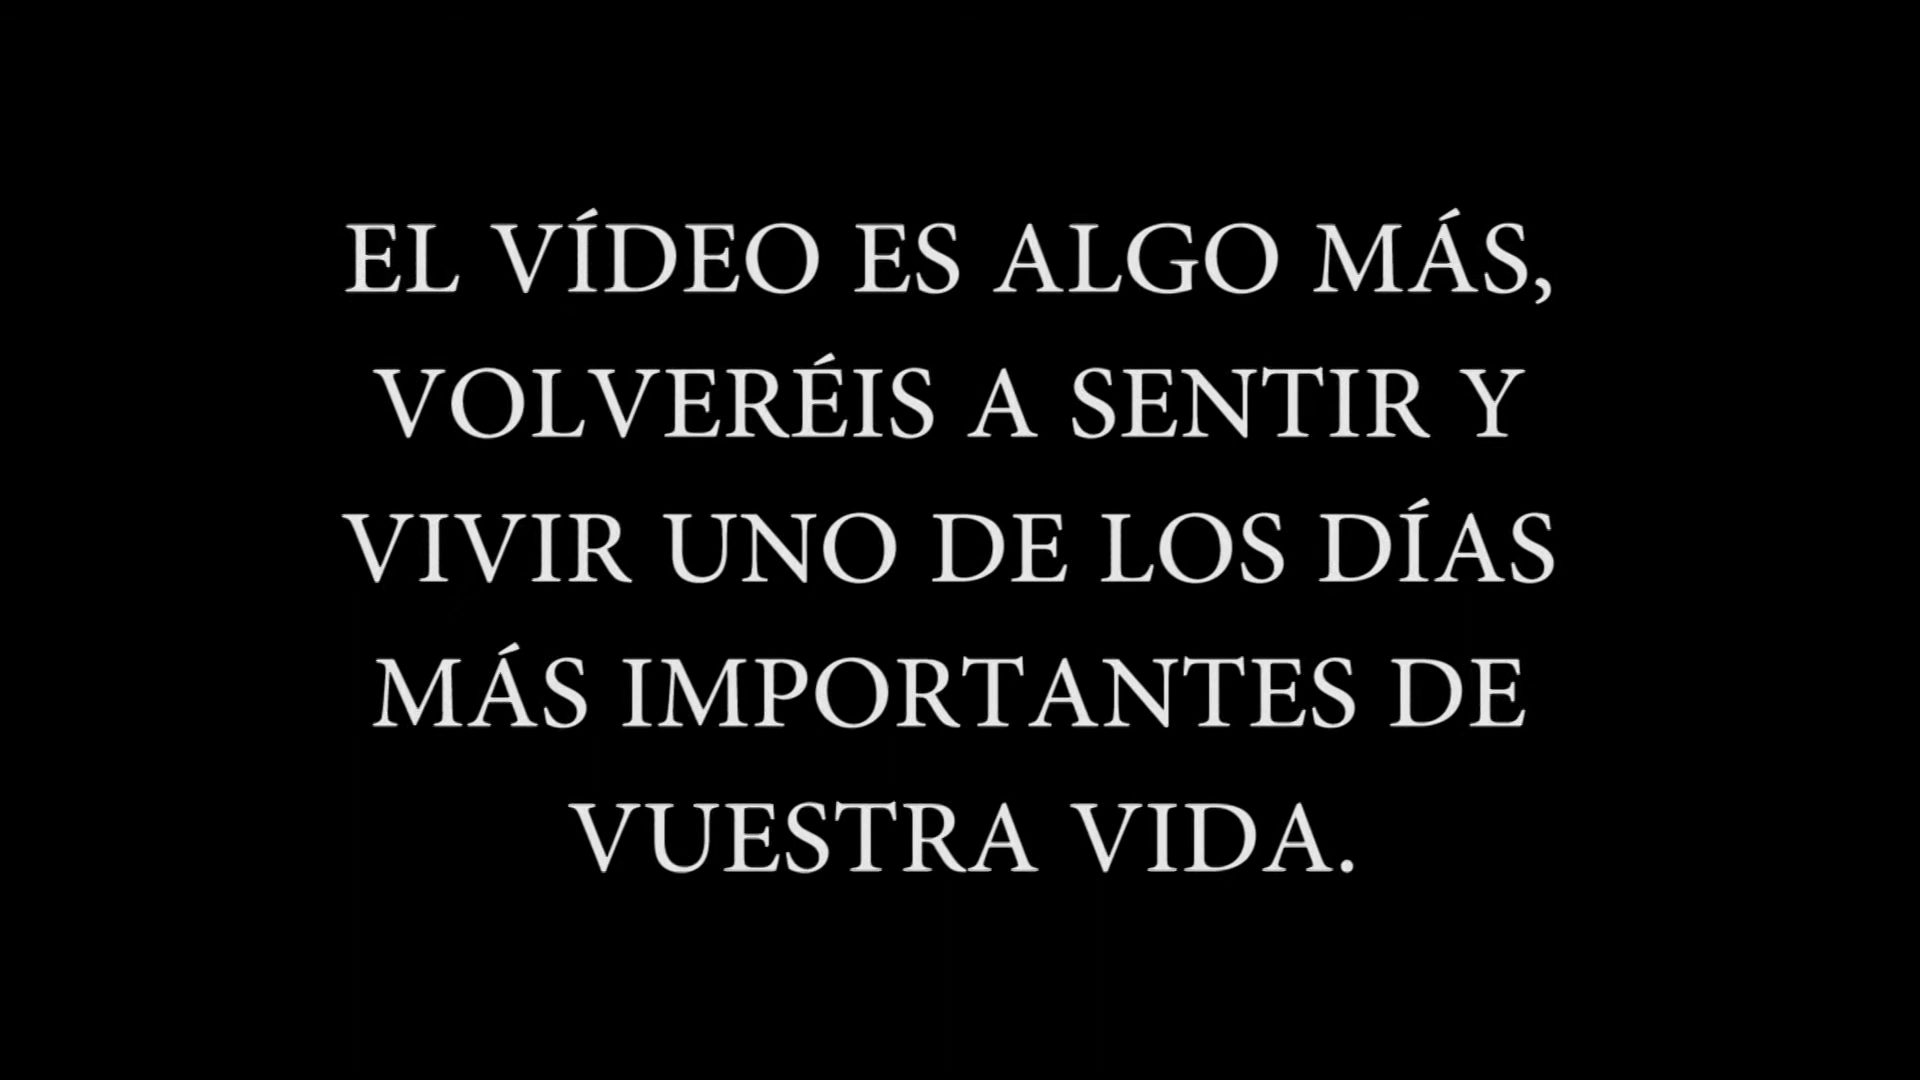 EL VÍDEO ES ALGO MÁS,
VOLVERÉIS A SENTIR Y
VIVIR UNO DE LOS DÍAS
MÁS IMPORTANTES DE
VUESTRA VIDA.